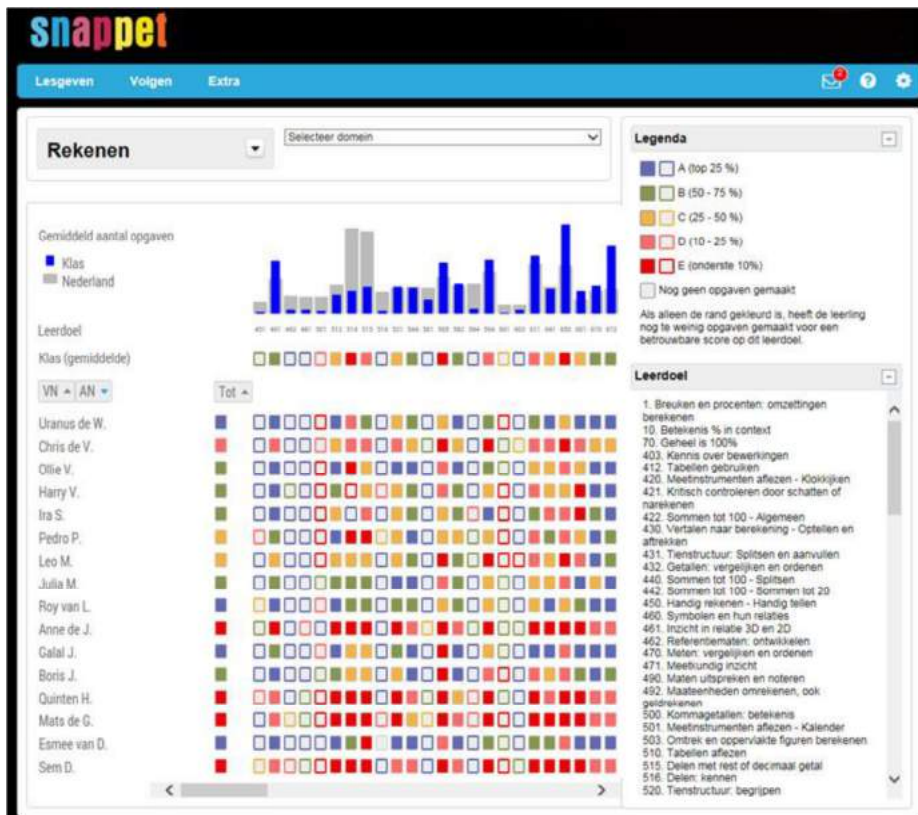 snappet
Lesgeven Volgen Extra
2
Rekenen
Selecteer domein
Gemiddeld aantal opgaven
Klas
Nederland
Leerdoel
Klas (gemiddelde)
VN AN Tot
Uranus de W.
Chris de V.
Ollie V.
Harry V.
Ira S.
Pedro P.
Leo M.
Julia M.
Roy van L.
Anne de J.
Galal J.
Boris J.
Quinten H.
Mats de G.
Esmee van D.
Sem D.
Legenda
A (top 25 %)
B (50 - 75 %)
C (25 - 50 %)
D (10 - 25 %)
E (onderste 10%)
Nog geen opgaven gemaakt
Als alleen de rand gekleurd is, heeft de leerling
nog te weinig opgaven gemaakt voor een
betrouwbare score op dit leerdoel.
Leerdoel
1. Breuken en procenten: omzettingen
berekenen
10. Betekenis % in context
70. Geheel is 100%
403. Kennis over bewerkingen
412. Tabellen gebruiken
420. Meetinstrumenten aflezen - Klokkijken
421. Kritisch controleren door schatten of
narekenen
422. Sommen tot 100 - Algemeen
430. Vertalen naar berekening - Optellen en
aftrekken
431. Tienstructuur: Splitsen en aanvullen
432. Getallen: vergelijken en ordenen
440. Sommen tot 100 - Splitsen
442. Sommen tot 100 - Sommen tot 20
450. Handig rekenen - Handig tellen
460. Symbolen en hun relaties
461. Inzicht in relatie 3D en 2D
462. Referentiematen: ontwikkelen
470. Meten: vergelijken en ordenen
471. Meetkundig inzicht
490. Maten uitspreken en noteren
492. Maateenheden omrekenen, ook
geldrekenen
500. Kommagetallen: betekenis
501. Meetinstrumenten aflezen - Kalender
503. Omtrek en oppervlakte figuren berekenen
510. Tabellen aflezen
515. Delen met rest of decimaal getal
516. Delen: kennen
520. Tienstructuur: begrijpen